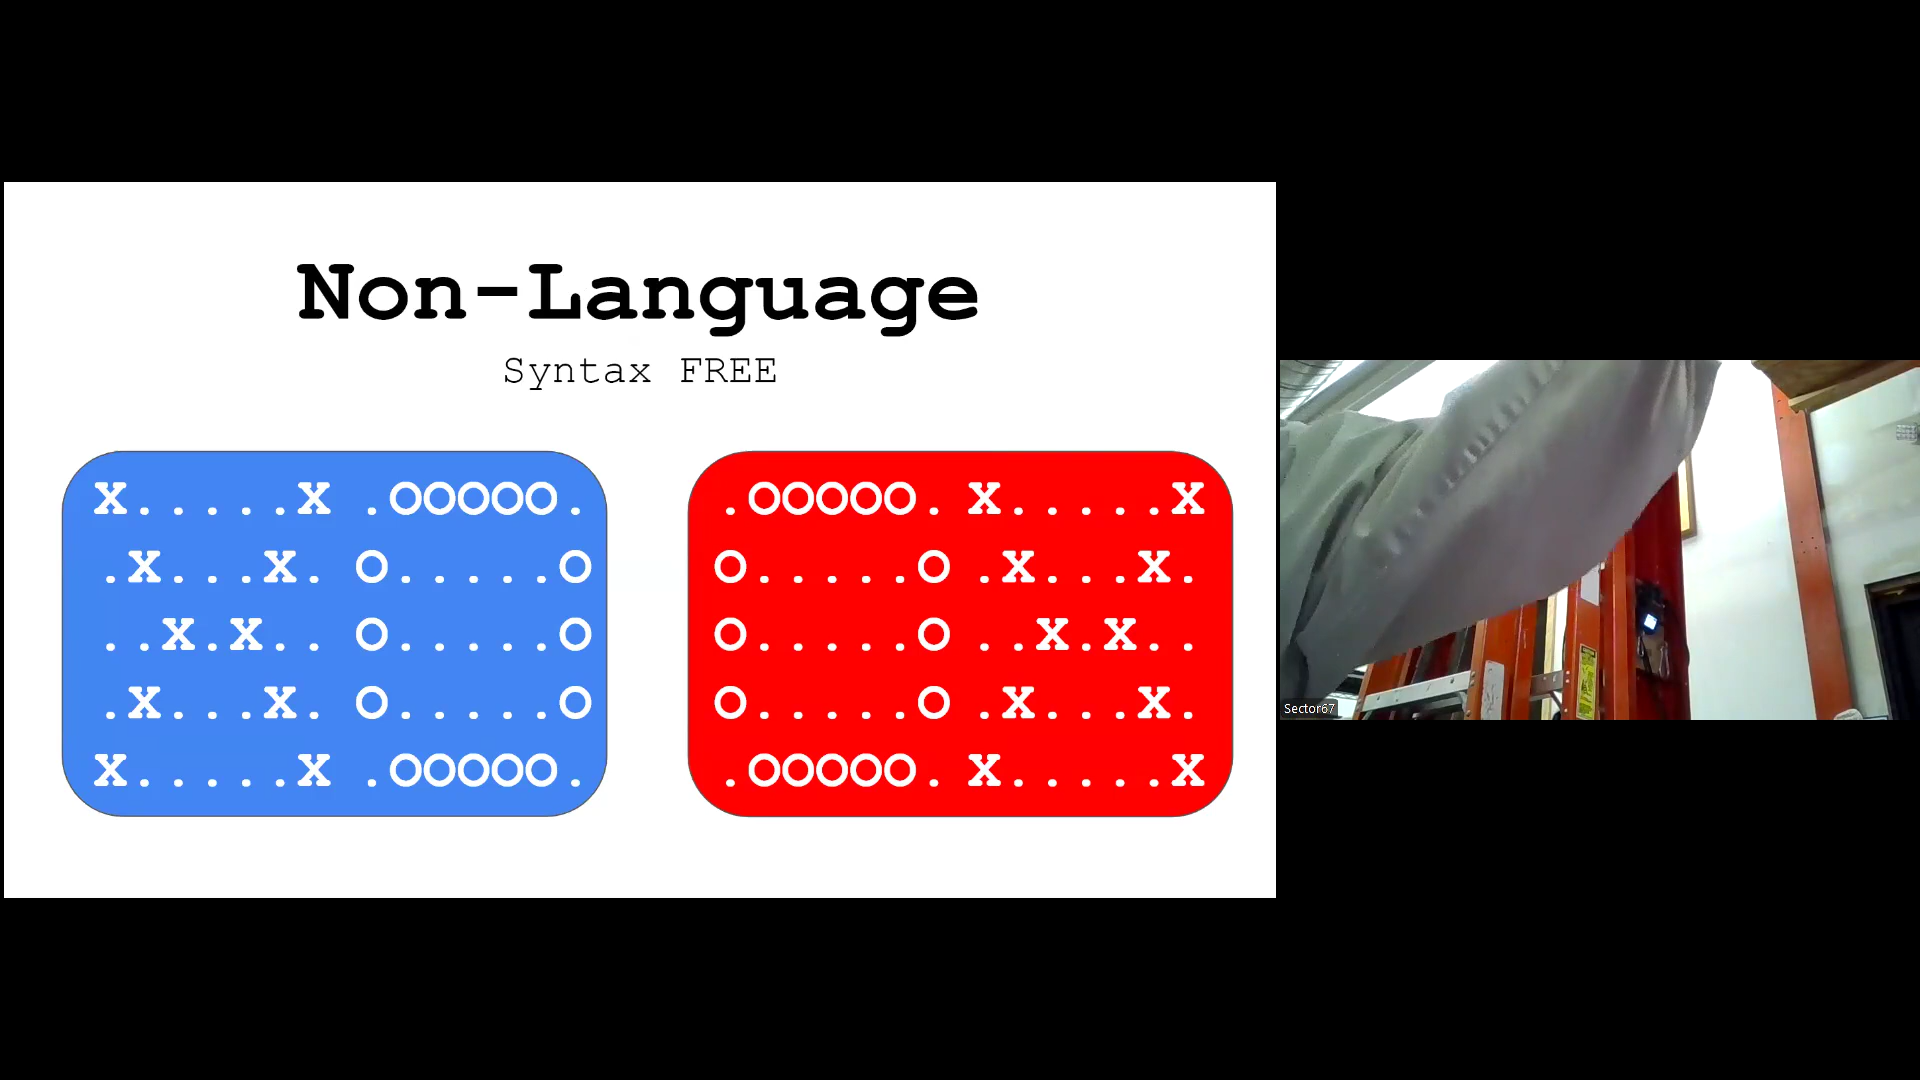 Non-Language
Syntax FREE
X.....X .OOOOO.
.X...X. O.....O
..X.X.. O.....O
.X...X. O.....O
X.....X .OOOOO.
.OOOOO. X.....X
O.....O .X...X.
O.....O ..X.X..
O.....O .X...X.
.OOOOO. X.....X
Sector67